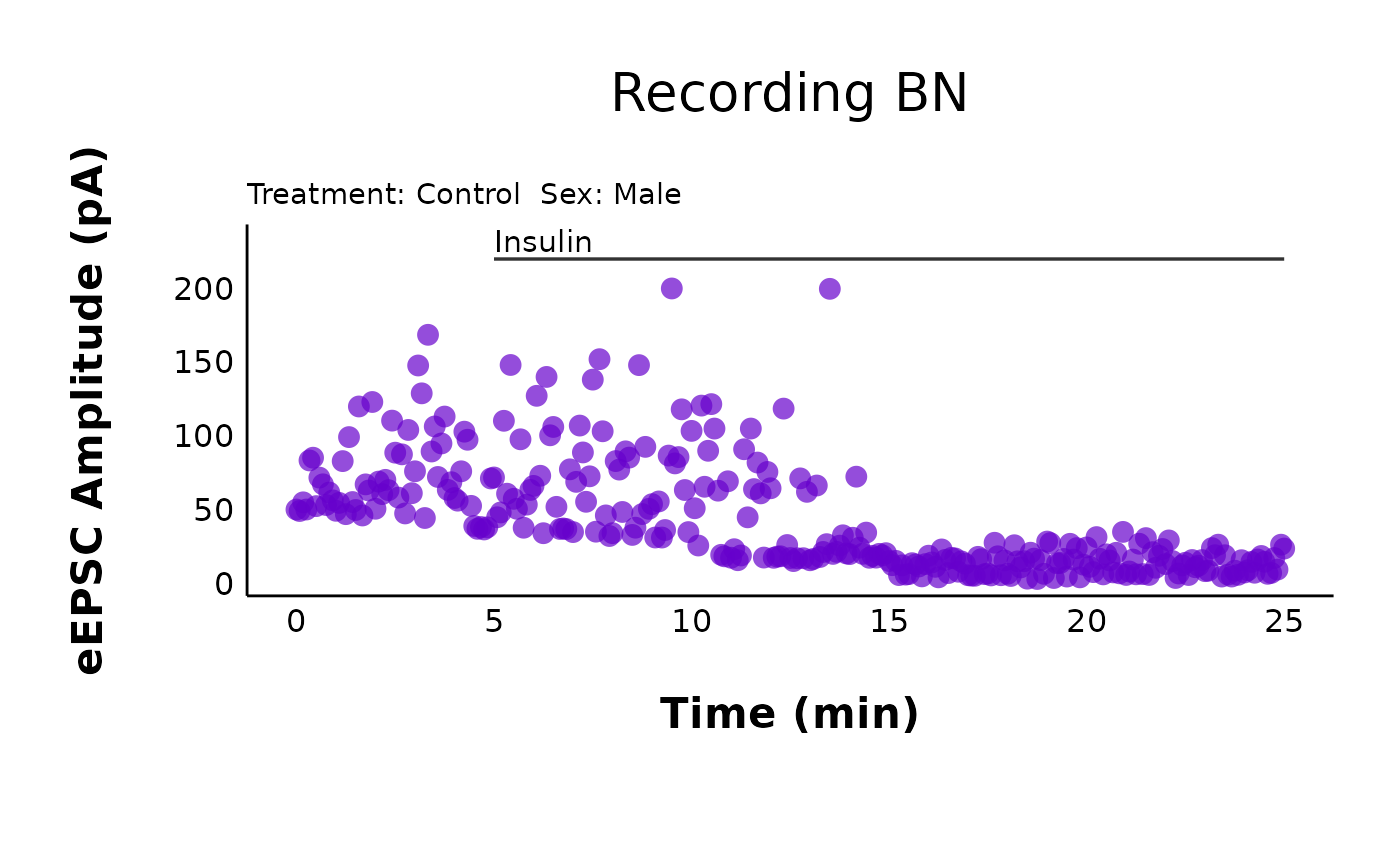 Recording BN
Treatment: Control  Sex: Male
Insulin
eEPSC Amplitude (pA)
200
150
100
50
0
0 5 10 15 20 25
Time (min)